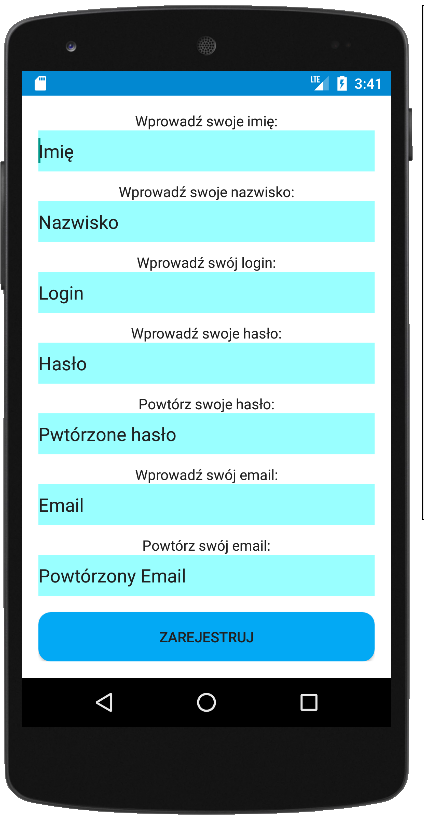 LTE 3:41
Wprowadź swoje imię:
Imię
Wprowadź swoje nazwisko:
Nazwisko
Wprowadź swój login:
Login
Wprowadź swoje hasło:
Hasło
Powtórz swoje hasło:
Pwtórzone hasło
Wprowadź swój email:
Email
Powtórz swój email:
Powtórzony Email
ZAREJESTRUJ